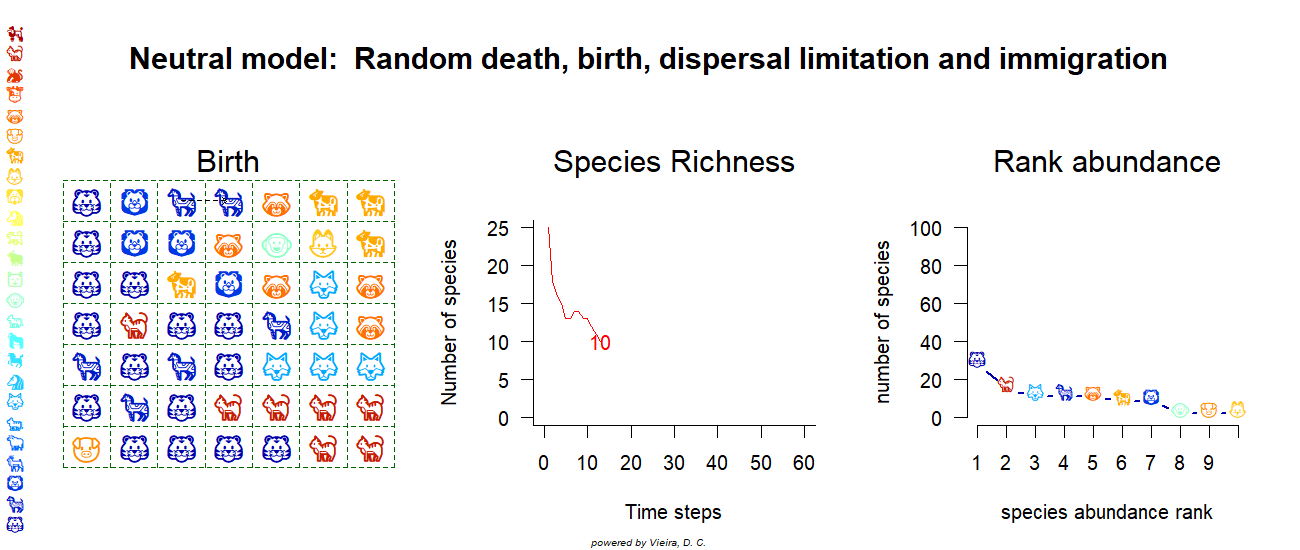 Neutral model:  Random death, birth, dispersal limitation and immigration
Birth
Species Richness
Rank abundance
Number of species
25
20
15
10
5
0
10
0 10 20 30 40 50 60
Time steps
number of species
100
80
60
40
20
0
1 2 3 4 5 6 7 8 9
species abundance rank
powered by Vieira, D. C.